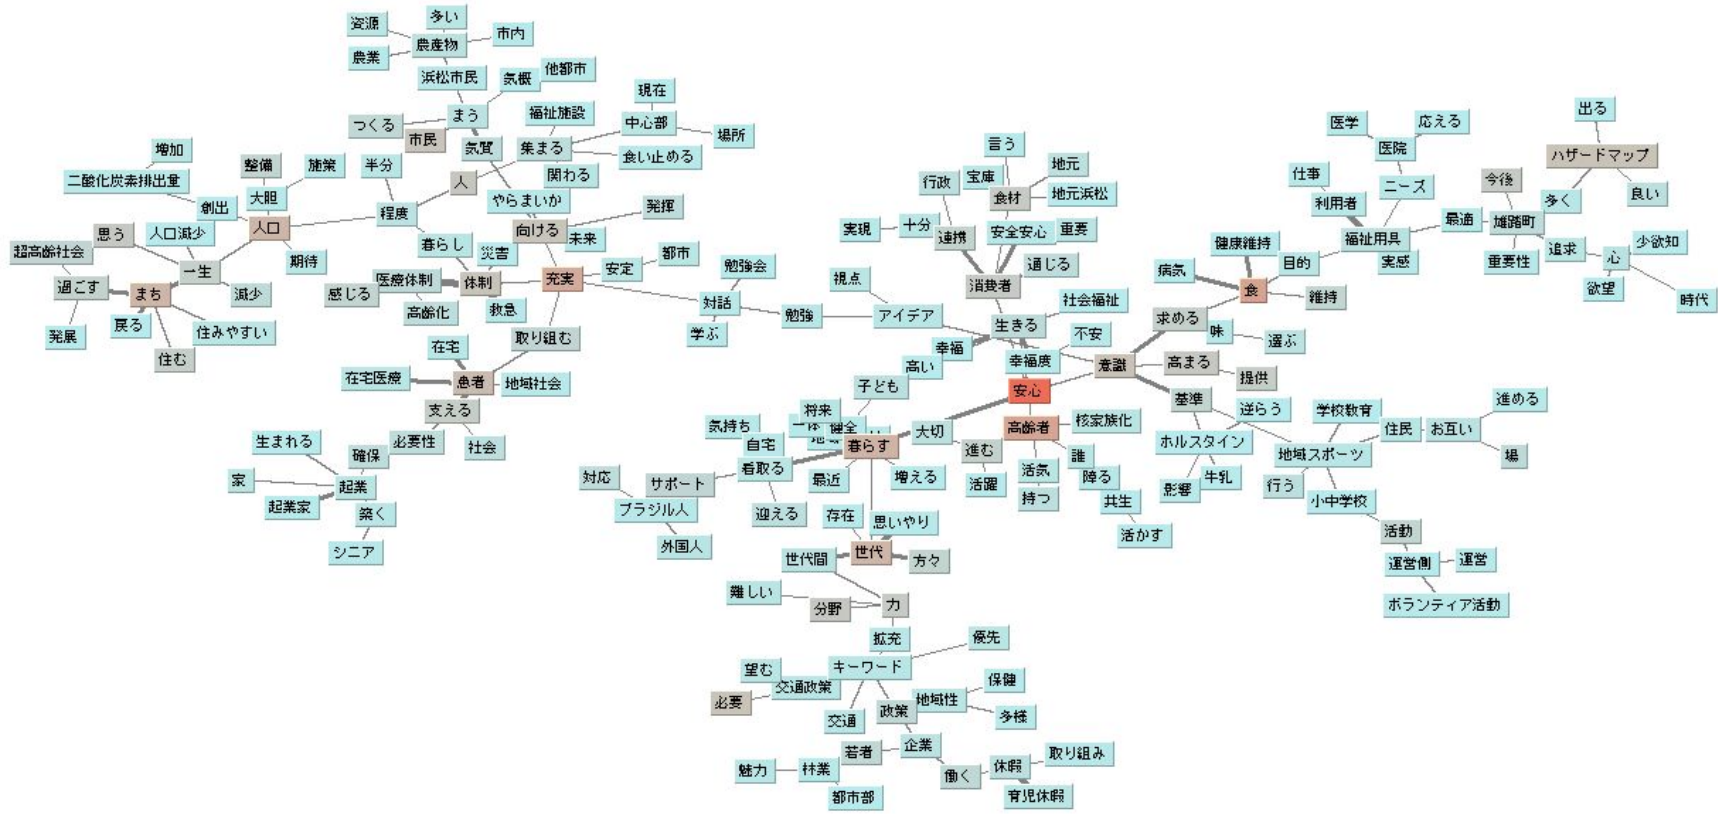 資源
多い
農産物
市内
農業
浜松市民
気概
他都市
まう
つくる
市民
気質
福祉施設
現在
中心部
場所
集まる
食い止める
関わる
半分
人
程度
やらまいか
発揮
向ける
未来
増加
二酸化炭素排出量
整備
施策
大胆
創出
人口
期待
思う
人口減少
超高齢社会
一生
過ごす
まち
減少
発展
戻る
住みやすい
住む
暮らし
災害
医療体制
感じる
体制
高齢化
救急
充実
安定
都市
取り組む
勉強会
対話
学ぶ
勉強
視点
アイデア
在宅
在宅医療
患者
地域社会
支える
必要性
社会
確保
生まれる
家
起業
起業家
築く
シニア
言う
宝庫
地元
行政
食材
地元浜松
実現
十分
連携
安全安心
重要
通じる
消費者
社会福祉
生きる
不安
幸福
幸福度
高い
子ども
安心
意識
求める
味
選ぶ
高まる
提供
基準
逆らう
ホルスタイン
影響
牛乳
健康維持
病気
食
目的
維持
医学
応える
医院
ニーズ
仕事
利用者
福祉用具
実感
最適
今後
雄踏町
重要性
出る
ハザードマップ
多く
良い
追求
心
少欲知
欲望
時代
学校教育
進める
住民
お互い
場
地域スポーツ
行う
小中学校
活動
運営側
運営
ボランティア活動
将来
一体
健全
気持ち
自宅
地域
暮らす
大切
高齢者
核家族化
進む
活躍
活気
持つ
誰
障る
共生
活かす
看取る
最近
増える
対応
サポート
ブラジル人
外国人
迎える
存在
思いやり
世代間
世代
方々
難しい
分野
力
拡充
キーワード
優先
望む
交通政策
必要
交通
政策
地域性
保健
多様
若者
企業
魅力
林業
都市部
働く
休暇
取り組み
育児休暇